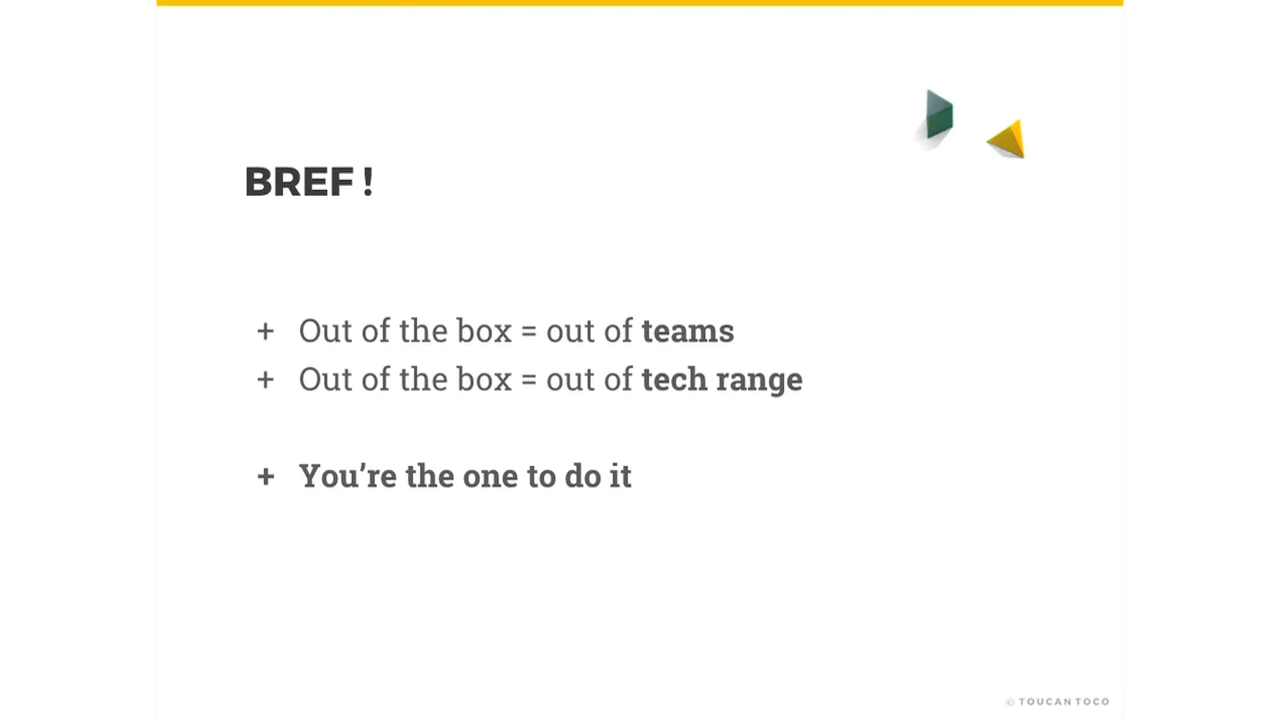 BREF !
+ Out of the box = out of teams
+ Out of the box = out of tech range
+ You’re the one to do it
© TOUCAN TOCO